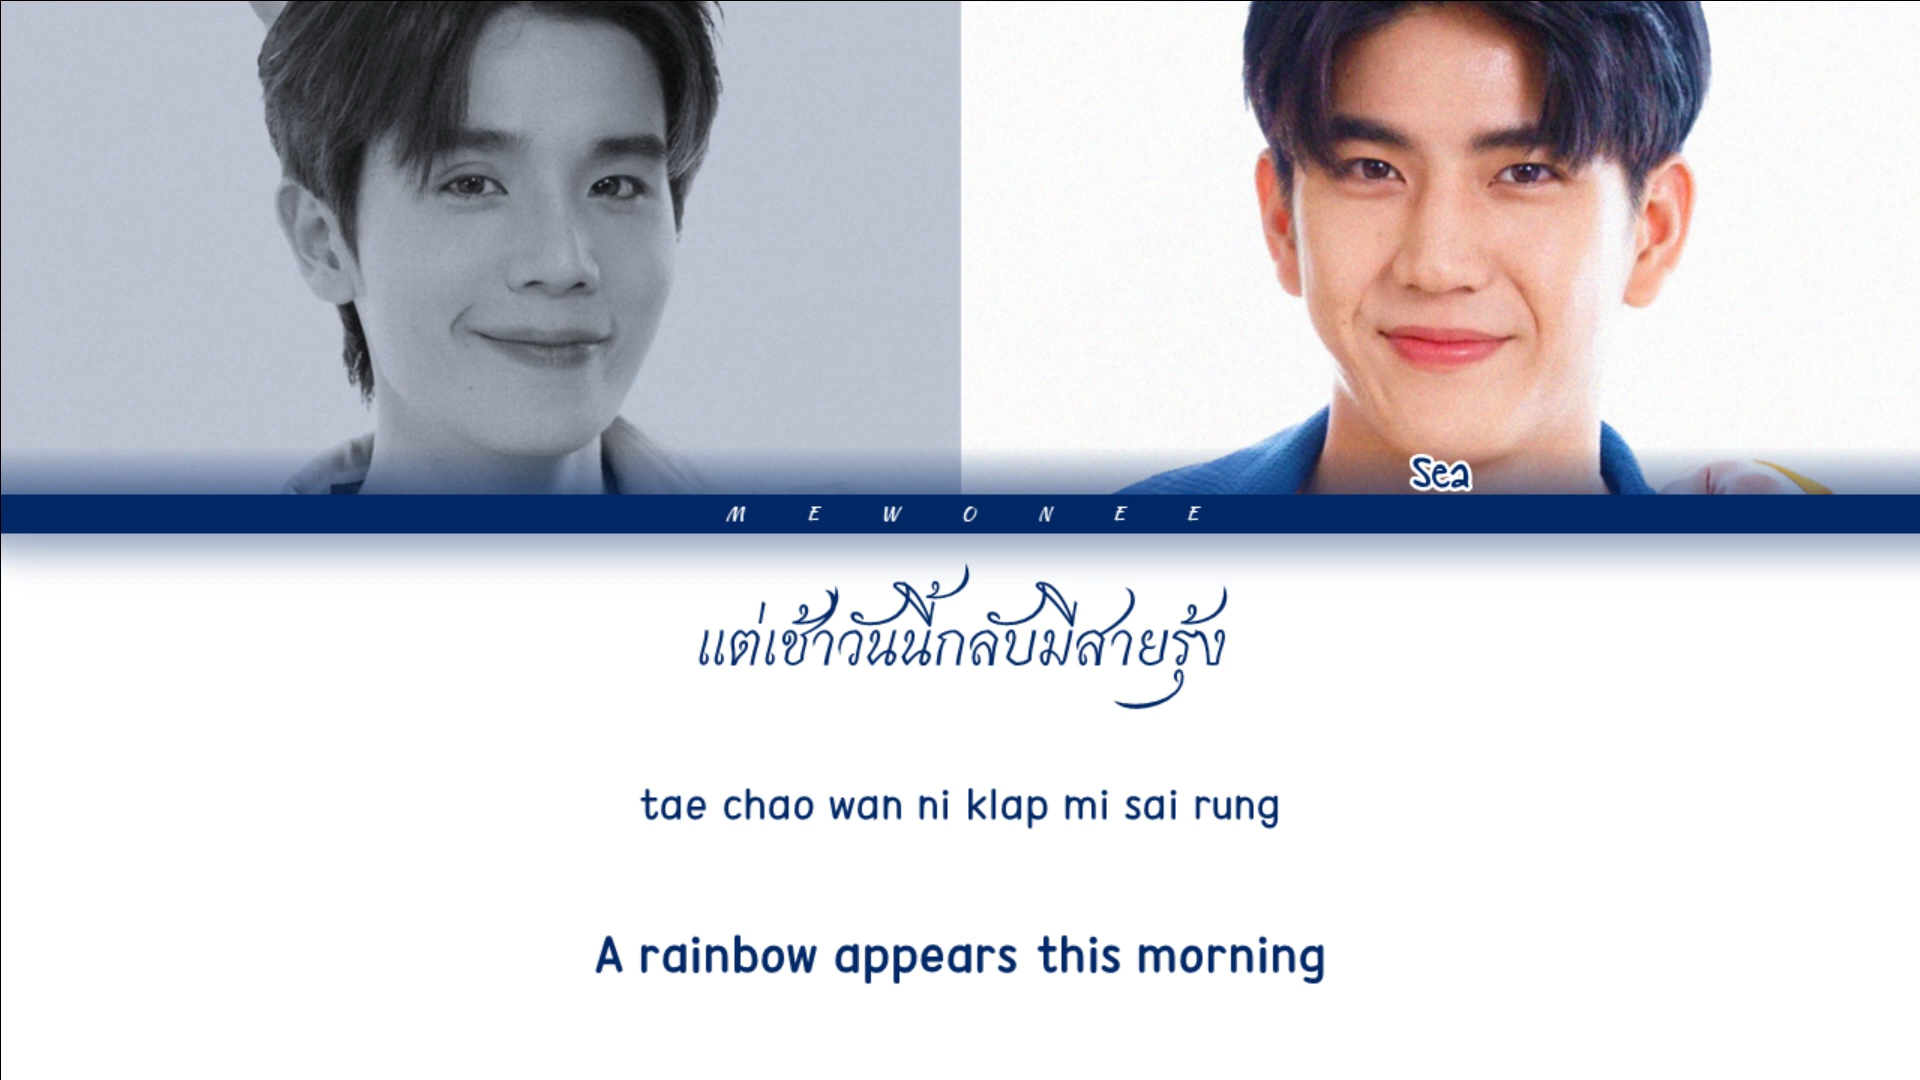 Sea
MEWONEE
แต่เช้าวันนี้กลับมีสายรุ้ง
tae chao wan ni klap mi sai rung
A rainbow appears this morning